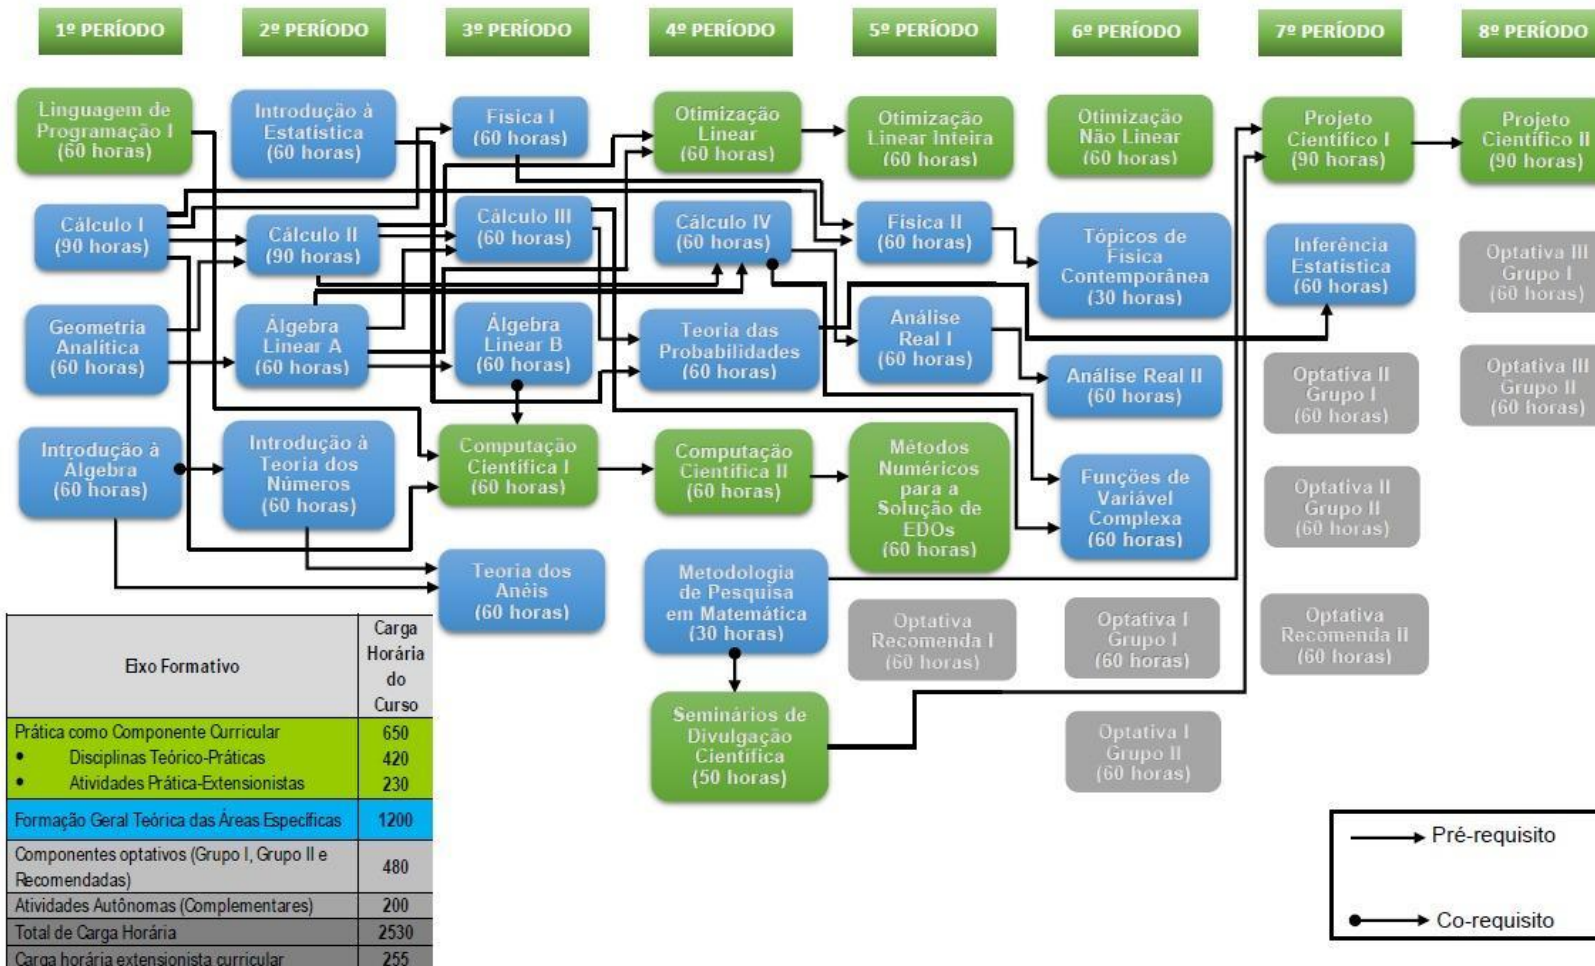 1º PERÍODO
2º PERÍODO
3º PERÍODO
4º PERÍODO
5º PERÍODO
6º PERÍODO
7º PERÍODO
8º PERÍODO
Linguagem de
Programação I
(60 horas)
Introdução à
Estatística
(60 horas)
Física I
(60 horas)
Otimização
Linear
(60 horas)
Otimização
Linear Inteira
(60 horas)
Otimização
Não Linear
(60 horas)
Projeto
Científico I
(90 horas)
Projeto
Científico II
(90 horas)
Cálculo I
(90 horas)
Cálculo II
(90 horas)
Cálculo III
(60 horas)
Cálculo IV
(60 horas)
Física II
(60 horas)
Tópicos de
Física
Contemporânea
(30 horas)
Inferência
Estatística
(60 horas)
Optativa III
Grupo I
(60 horas)
Geometria
Analítica
(60 horas)
Álgebra
Linear A
(60 horas)
Álgebra
Linear B
(60 horas)
Teoria das
Probabilidades
(60 horas)
Análise
Real I
(60 horas)
Análise Real II
(60 horas)
Optativa II
Grupo I
(60 horas)
Optativa III
Grupo II
(60 horas)
Introdução à
Álgebra
(60 horas)
Introdução à
Teoria dos
Números
(60 horas)
Computação
Científica I
(60 horas)
Computação
Científica II
(60 horas)
Métodos
Numéricos
para a
Solução de
EDOs
(60 horas)
Funções de
Variável
Complexa
(60 horas)
Optativa II
Grupo II
(60 horas)
Teoria dos
Anéis
(60 horas)
Metodologia
de Pesquisa
em Matemática
(30 horas)
Optativa
Recomenda I
(60 horas)
Optativa I
Grupo I
(60 horas)
Optativa
Recomenda II
(60 horas)
Seminários de
Divulgação
Científica
(50 horas)
Optativa I
Grupo II
(60 horas)
Eixo Formativo
Carga
Horária
do
Curso
Prática como Componente Curricular 650
• Disciplinas Teórico-Práticas 420
• Atividades Prática-Extensionistas 230
Formação Geral Teórica das Áreas Específicas 1200
Componentes optativos (Grupo I, Grupo II e
Recomendadas) 480
Atividades Autônomas (Complementares) 200
Total de Carga Horária 2530
Carga horária extensionista curricular 255
Pré-requisito
Co-requisito